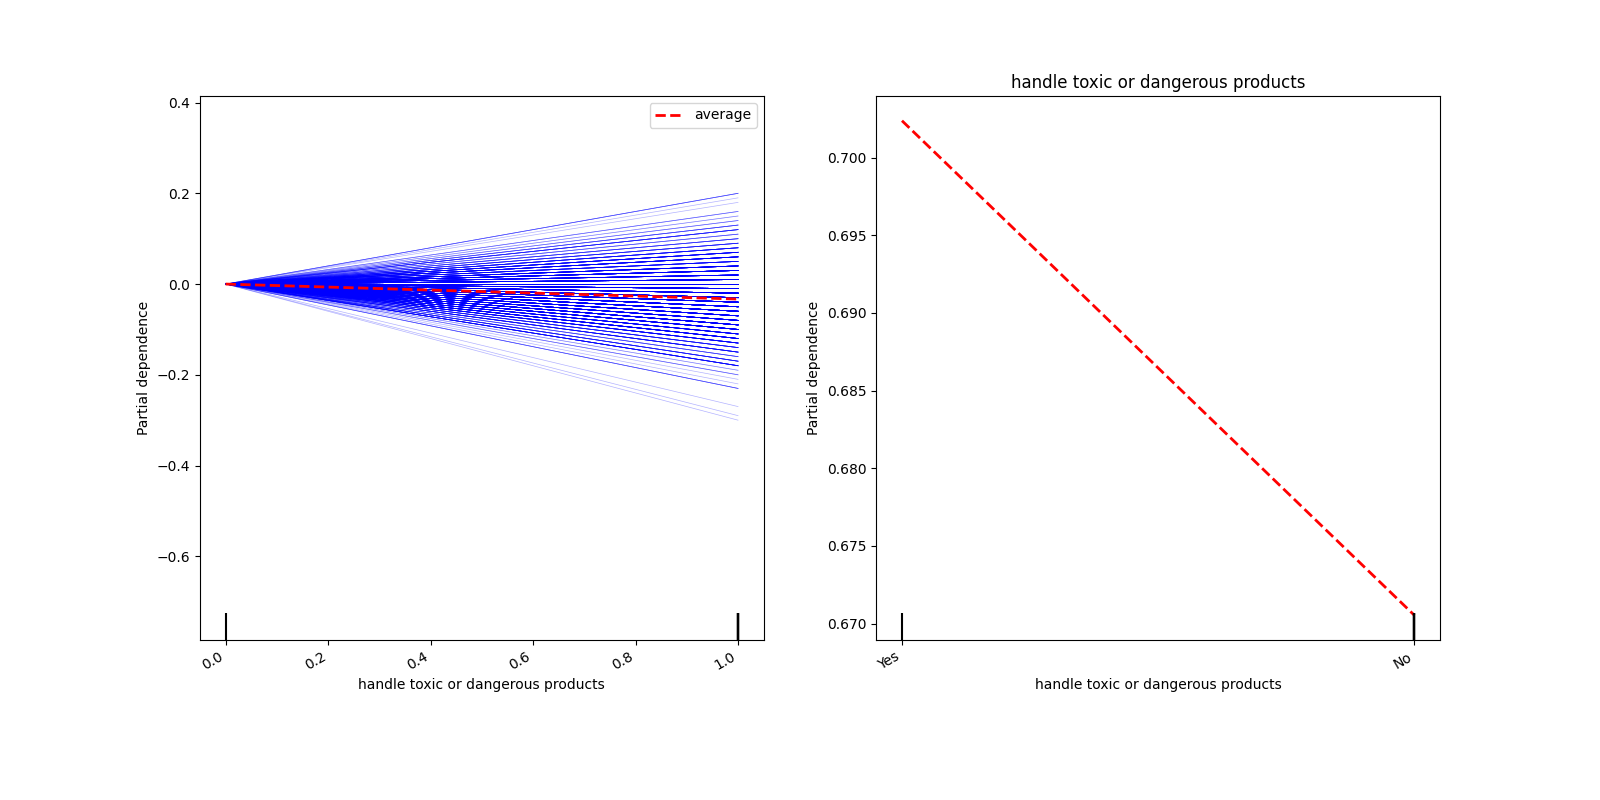 0.4
0.2
0.0
−0.2
−0.4
−0.6
Partial dependence
average
0.0
0.2
0.4
0.6
0.8
1.0
handle toxic or dangerous products
handle toxic or dangerous products
0.700
0.695
0.690
0.685
0.680
0.675
0.670
Partial dependence
Yes
No
handle toxic or dangerous products